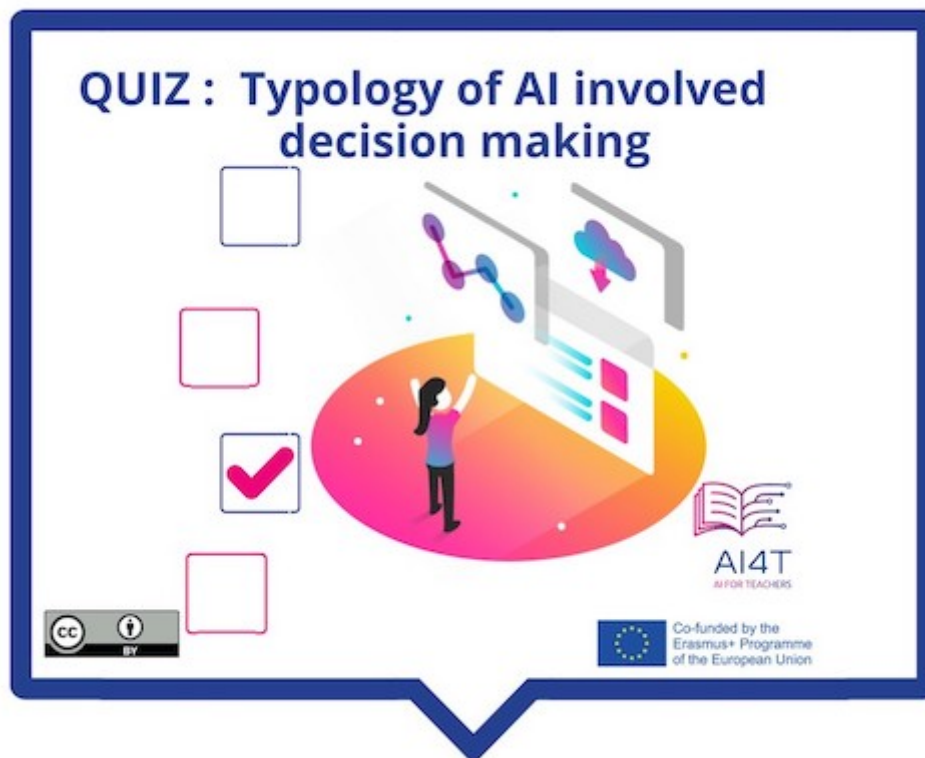 QUIZ : Typology of AI involved
decision making
AI4T
AI FOR TEACHERS
cc
BY
Co-funded by the
Erasmus+ Programme
of the European Union